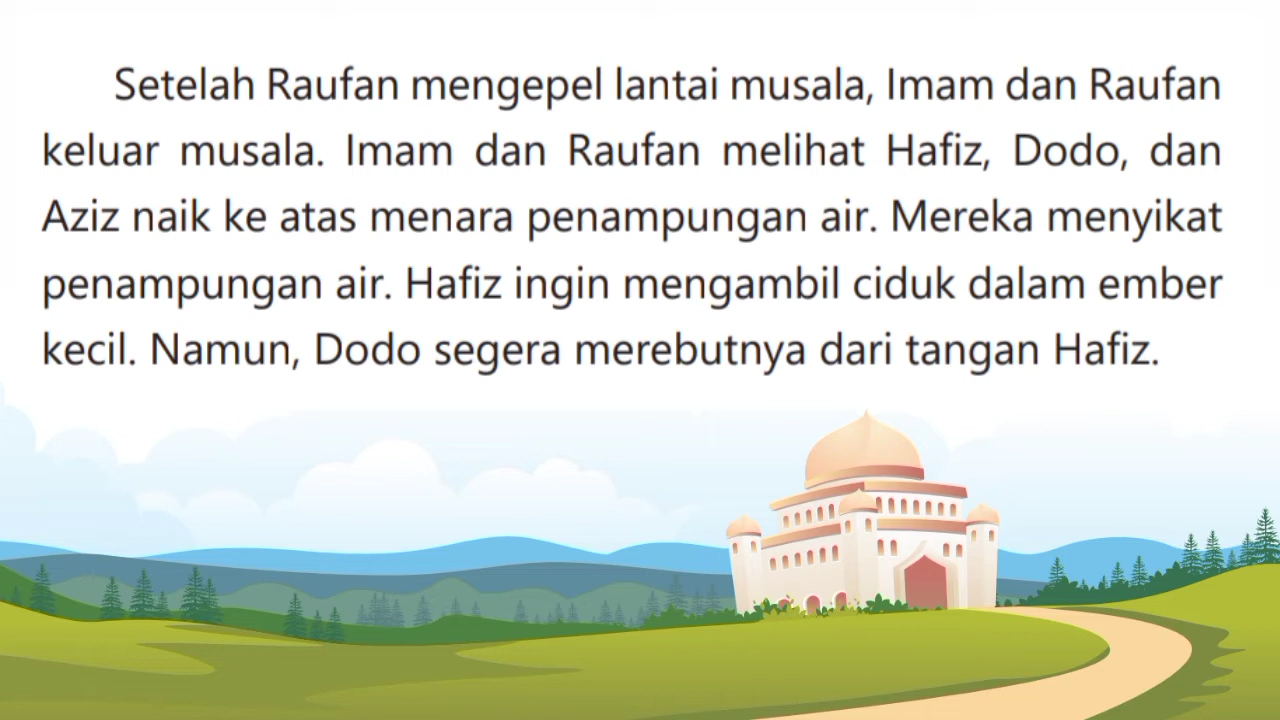 Setelah Raufan mengepel lantai musala, Imam dan Raufan
keluar musala. Imam dan Raufan melihat Hafiz, Dodo, dan
Aziz naik ke atas menara penampungan air. Mereka menyikat
penampungan air. Hafiz ingin mengambil ciduk dalam ember
kecil. Namun, Dodo segera merebutnya dari tangan Hafiz.